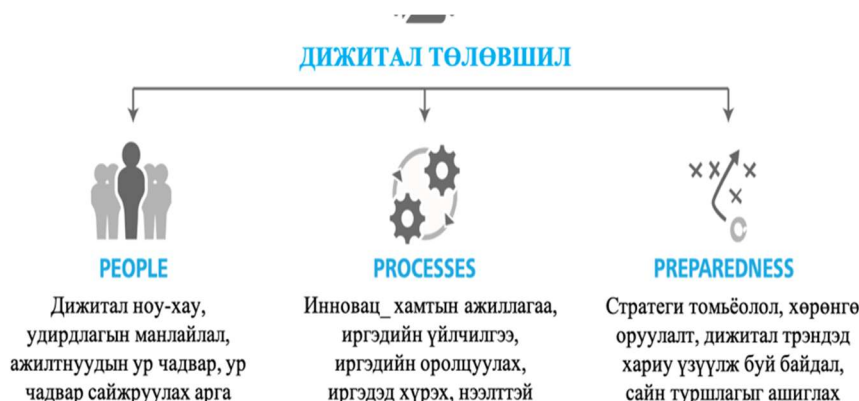 ДИЖИТАЛ ТӨЛӨВШИЛ
PEOPLE
Дижитал ноу-хау,
удирдлагын манлайлал,
ажилтнуудын ур чадвар, ур
чадвар сайжруулах арга
PROCESSES
Инновац_ хамтын ажиллагаа,
иргэдийн үйлчилгээ,
иргэдийн оролцуулах,
иргэдэд хүрэх, нээлттэй
PREPAREDNESS
Стратеги томьёолол, хөрөнгө
оруулалт, дижитал трэндэд
хариу үзүүлж буй байдал,
сайн туршлагыг ашиглах